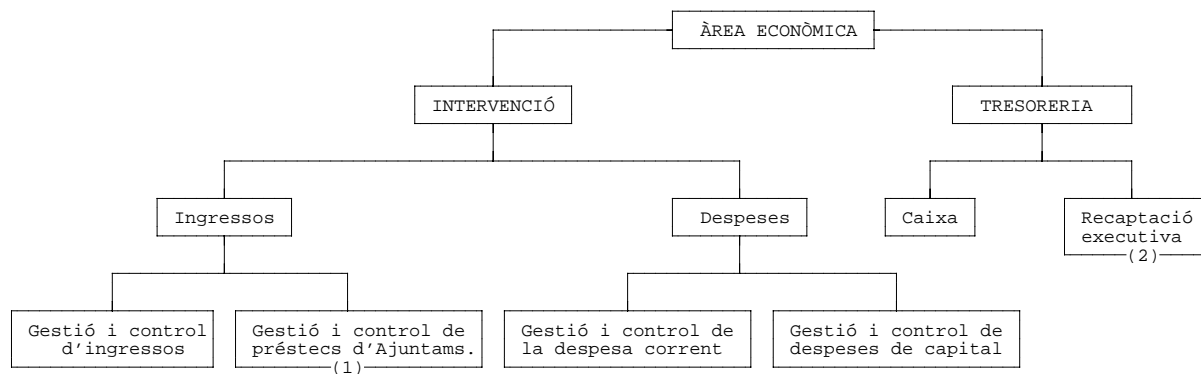 ÀREA ECONÒMICA
INTERVENCIÓ
TRESORERIA
Ingressos
Despeses
Caixa
Recaptació
executiva
(2)
Gestió i control
d'ingressos
Gestió i control de
préstecs d'Ajuntams.
(1)
Gestió i control de
la despesa corrent
Gestió i control de
despeses de capital